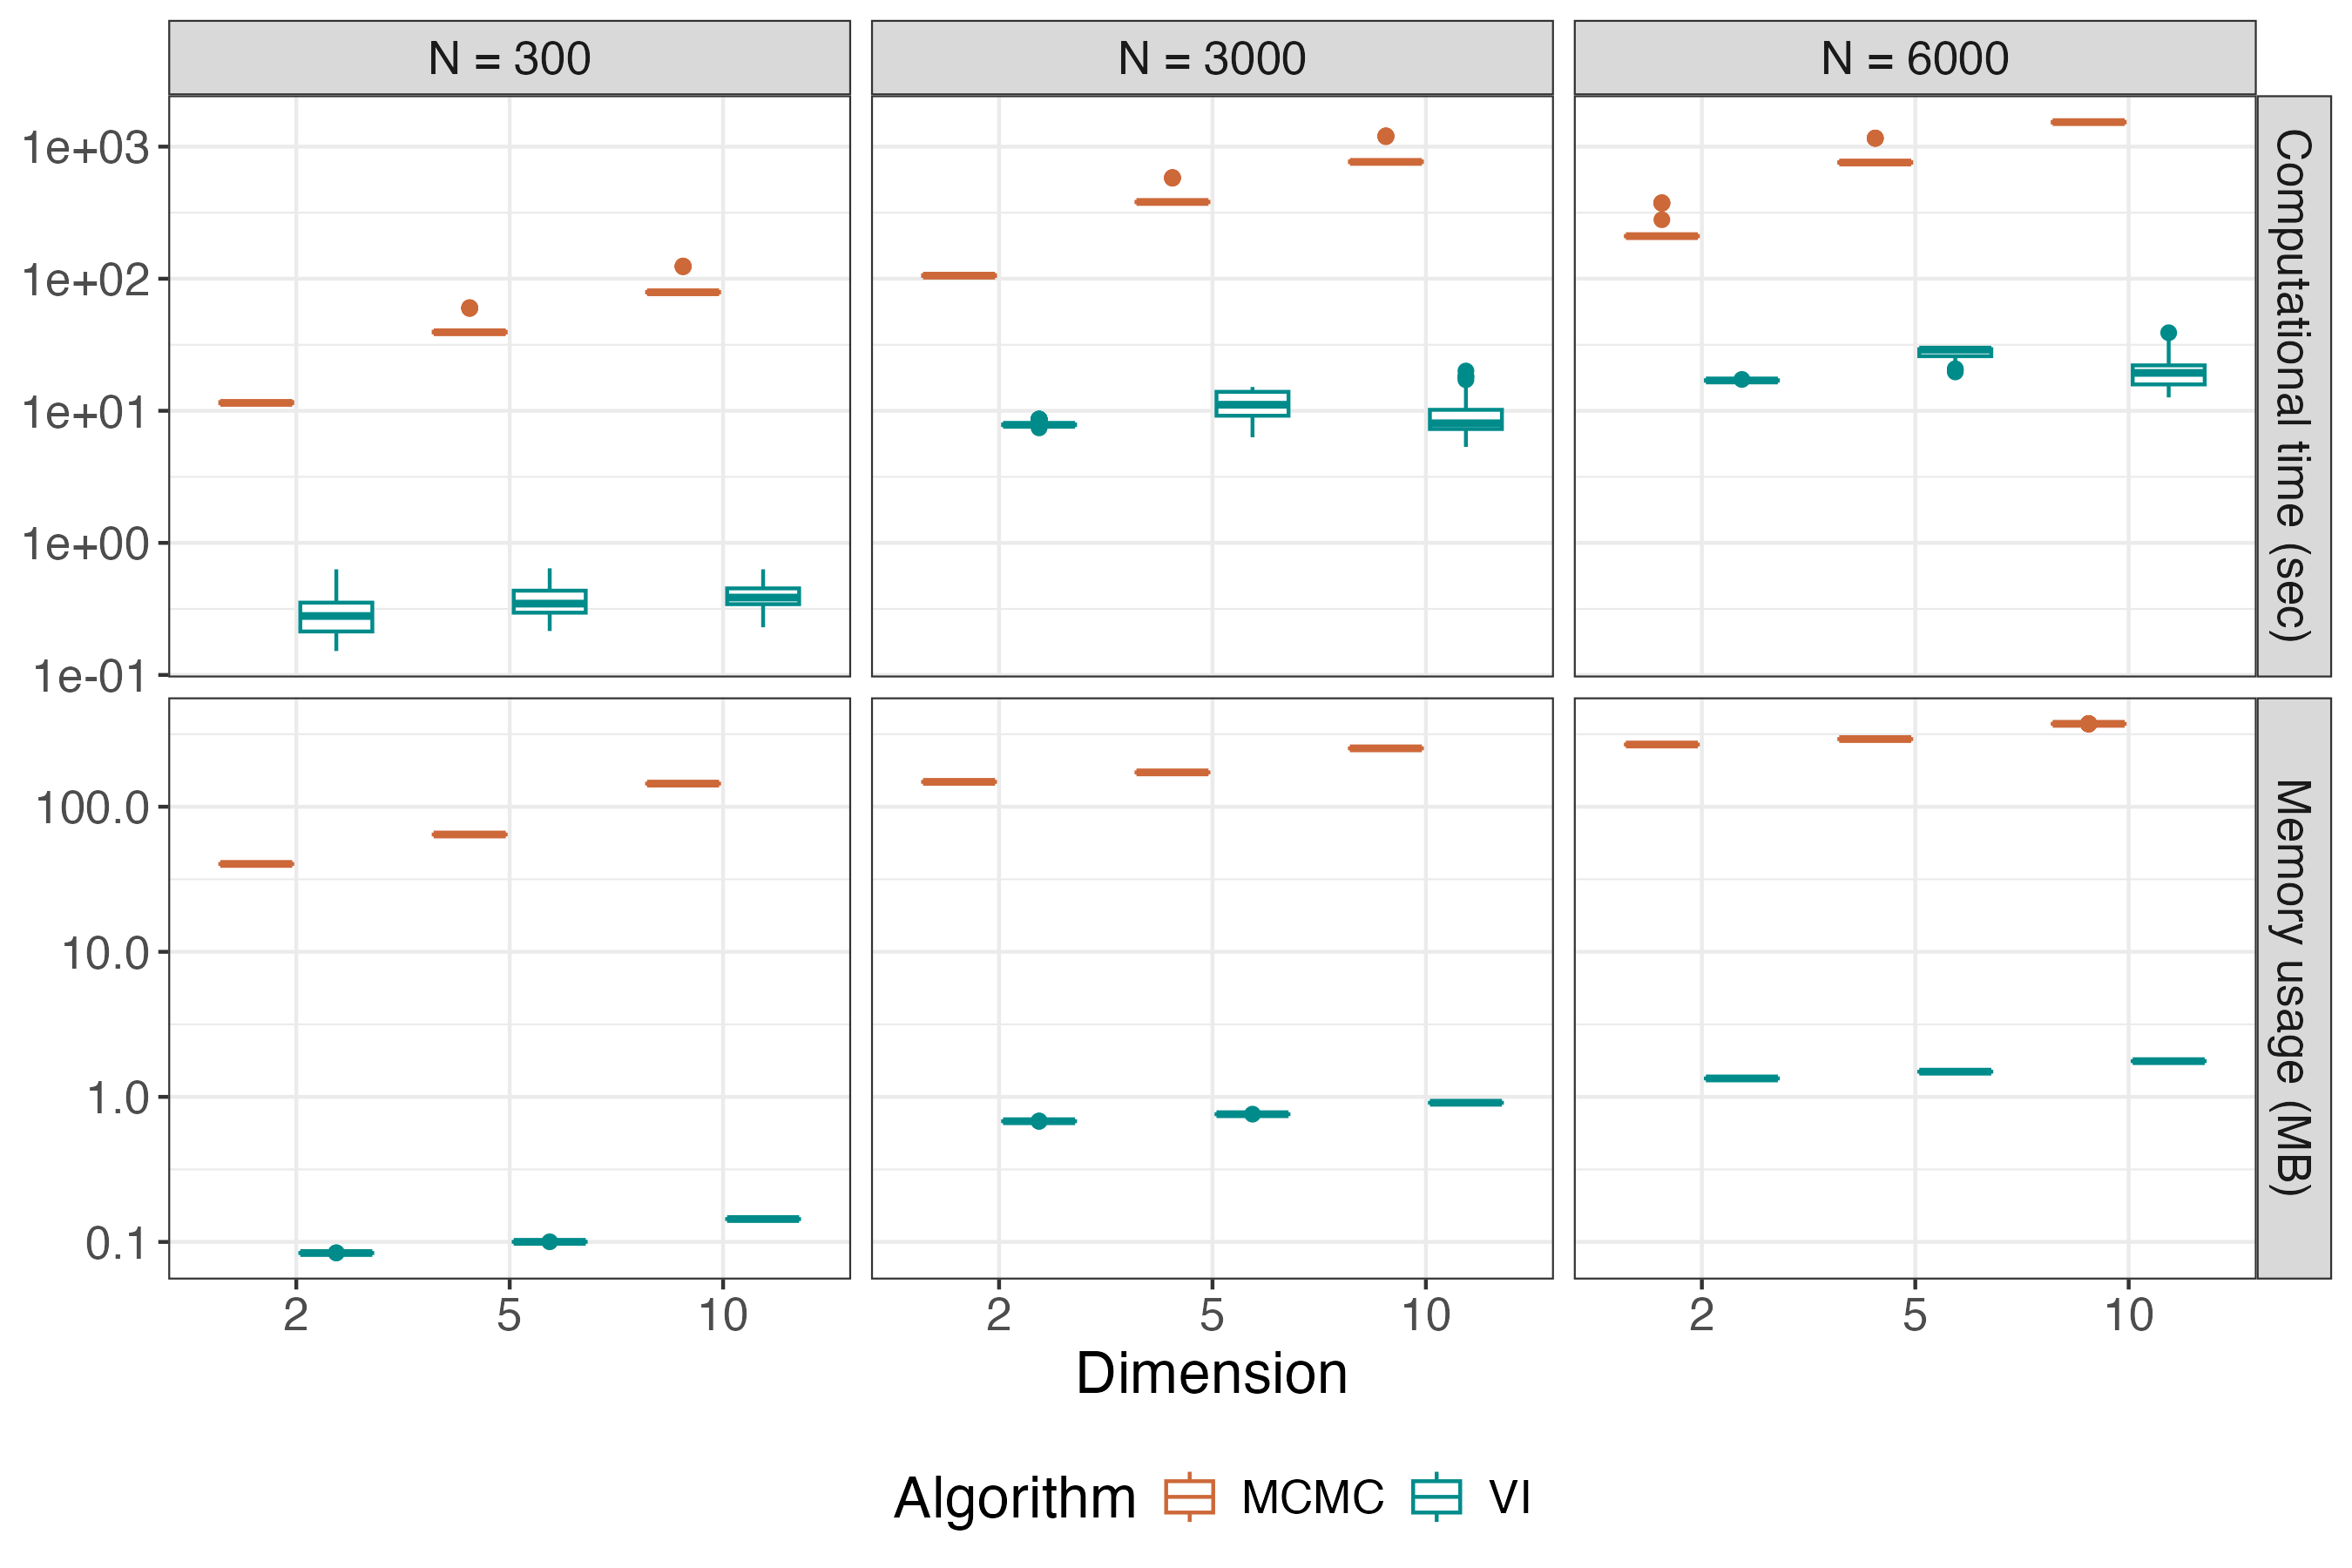 N = 300 N = 3000 N = 6000
1e+03
1e+02
1e+01
1e+00
1e-01
Computational time (sec)
100.0
10.0
1.0
0.1
Memory usage (MB)
2 5 10 2 5 10 2 5 10
Dimension
Algorithm MCMC VI